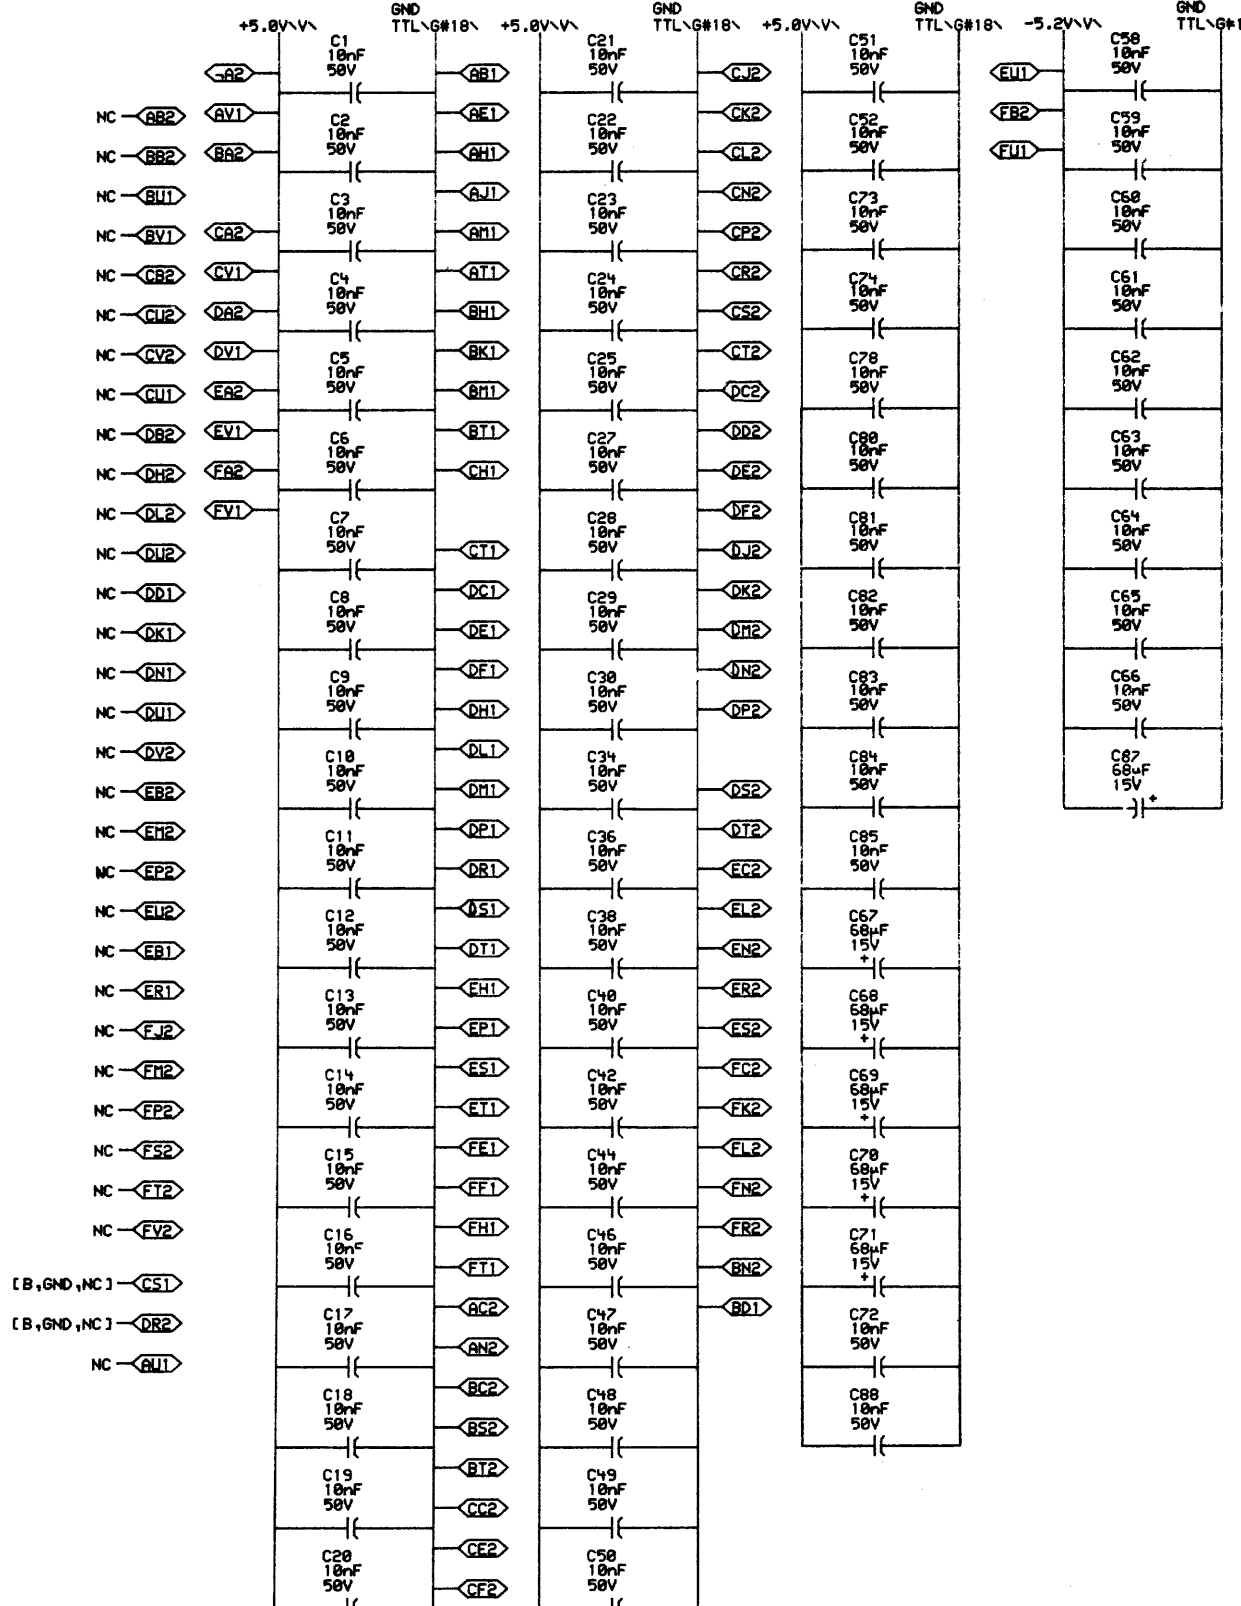 +5.0V\V\
GND
TTL\G#18\
+5.0V\V\
GND
TTL\G#18\
+5.0V\V\
GND
TTL\G#18\
-5.2V\V\
GND
NC AB2
NC BB2
NC BU1
NC BV1
NC CB2
NC CU2
NC CV2
NC CU1
NC DB2
NC DH2
NC DL2
NC DU2
NC DD1
NC DK1
NC DN1
NC DU1
NC DV2
NC EB2
NC EM2
NC EP2
NC EU2
NC EB1
NC ER1
NC FJ2
NC FM2
NC FP2
NC FS2
NC FT2
NC FV2
[B,GND,NC] CS1
[B,GND,NC] DR2
NC AU1
AV1
BA2
CA2
CV1
DA2
DV1
EA2
EV1
FA2
FV1
C1
10nF
50V
C2
10nF
50V
C3
10nF
50V
C4
10nF
50V
C5
10nF
50V
C6
10nF
50V
C7
10nF
50V
C8
10nF
50V
C9
10nF
50V
C10
10nF
50V
C11
10nF
50V
C12
10nF
50V
C13
10nF
50V
C14
10nF
50V
C15
10nF
50V
C16
10nF
50V
C17
10nF
50V
C18
10nF
50V
C19
10nF
50V
C20
10nF
50V
AB1
AE1
AH1
AJ1
AM1
AT1
BH1
BK1
BM1
BT1
CH1
CT1
DC1
DE1
DF1
DH1
DL1
DM1
DP1
DR1
DS1
DT1
EH1
EP1
ES1
ET1
FE1
FF1
FH1
FT1
AC2
AN2
BC2
BS2
BT2
CC2
CE2
CF2
C21
10nF
50V
C22
10nF
50V
C23
10nF
50V
C24
10nF
50V
C25
10nF
50V
C27
10nF
50V
C28
10nF
50V
C29
10nF
50V
C30
10nF
50V
C34
10nF
50V
C36
10nF
50V
C38
10nF
50V
C40
10nF
50V
C42
10nF
50V
C44
10nF
50V
C46
10nF
50V
C47
10nF
50V
C48
10nF
50V
C49
10nF
50V
C50
10nF
50V
CJ2
CK2
CL2
CN2
CP2
CR2
CS2
CT2
DC2
DD2
DE2
DF2
DJ2
DK2
DM2
DN2
DP2
DS2
DT2
EC2
EL2
EN2
ER2
ES2
FC2
FK2
FL2
FN2
FR2
BN2
BD1
C51
10nF
50V
C52
10nF
50V
C73
10nF
50V
C74
10nF
50V
C78
10nF
50V
C80
10nF
50V
C81
10nF
50V
C82
10nF
50V
C83
10nF
50V
C84
10nF
50V
C85
10nF
50V
C67
68µF
15V
+
C68
68µF
15V
+
C69
68µF
15V
+
C70
68µF
15V
+
C71
68µF
15V
+
C72
10nF
50V
C88
10nF
50V
EU1
FB2
FU1
C58
10nF
50V
C59
10nF
50V
C60
10nF
50V
C61
10nF
50V
C62
10nF
50V
C63
10nF
50V
C64
10nF
50V
C65
10nF
50V
C66
10nF
50V
C87
68µF
15V
+